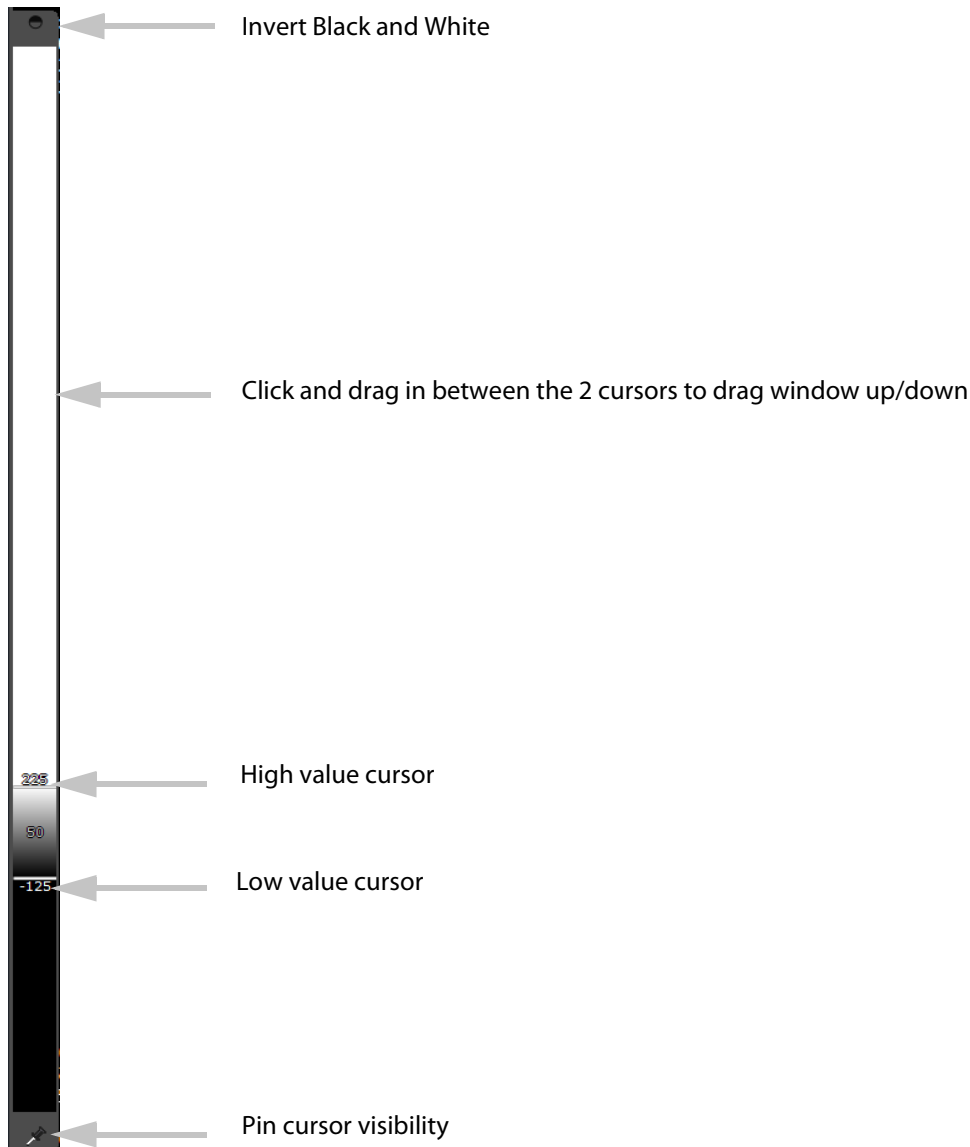 Invert Black and White
Click and drag in between the 2 cursors to drag window up/down
225
High value cursor
50
-125
Low value cursor
Pin cursor visibility